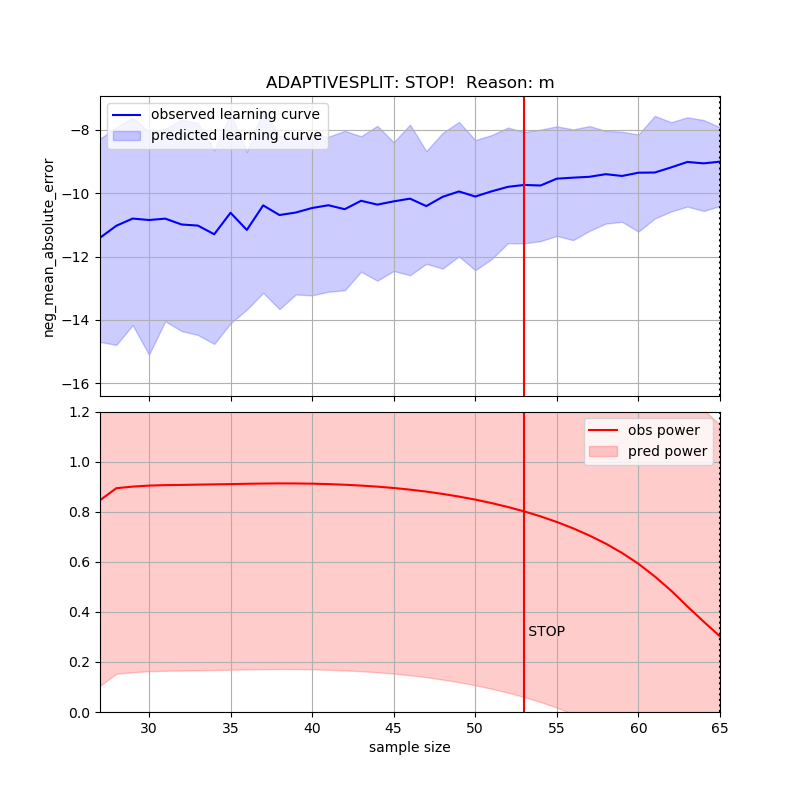 ADAPTIVESPLIT: STOP!  Reason: m
observed learning curve
predicted learning curve
neg_mean_absolute_error
−8
−10
−12
−14
−16
obs power
pred power
1.2
1.0
0.8
0.6
0.4
0.2
0.0
STOP
30 35 40 45 50 55 60 65
sample size